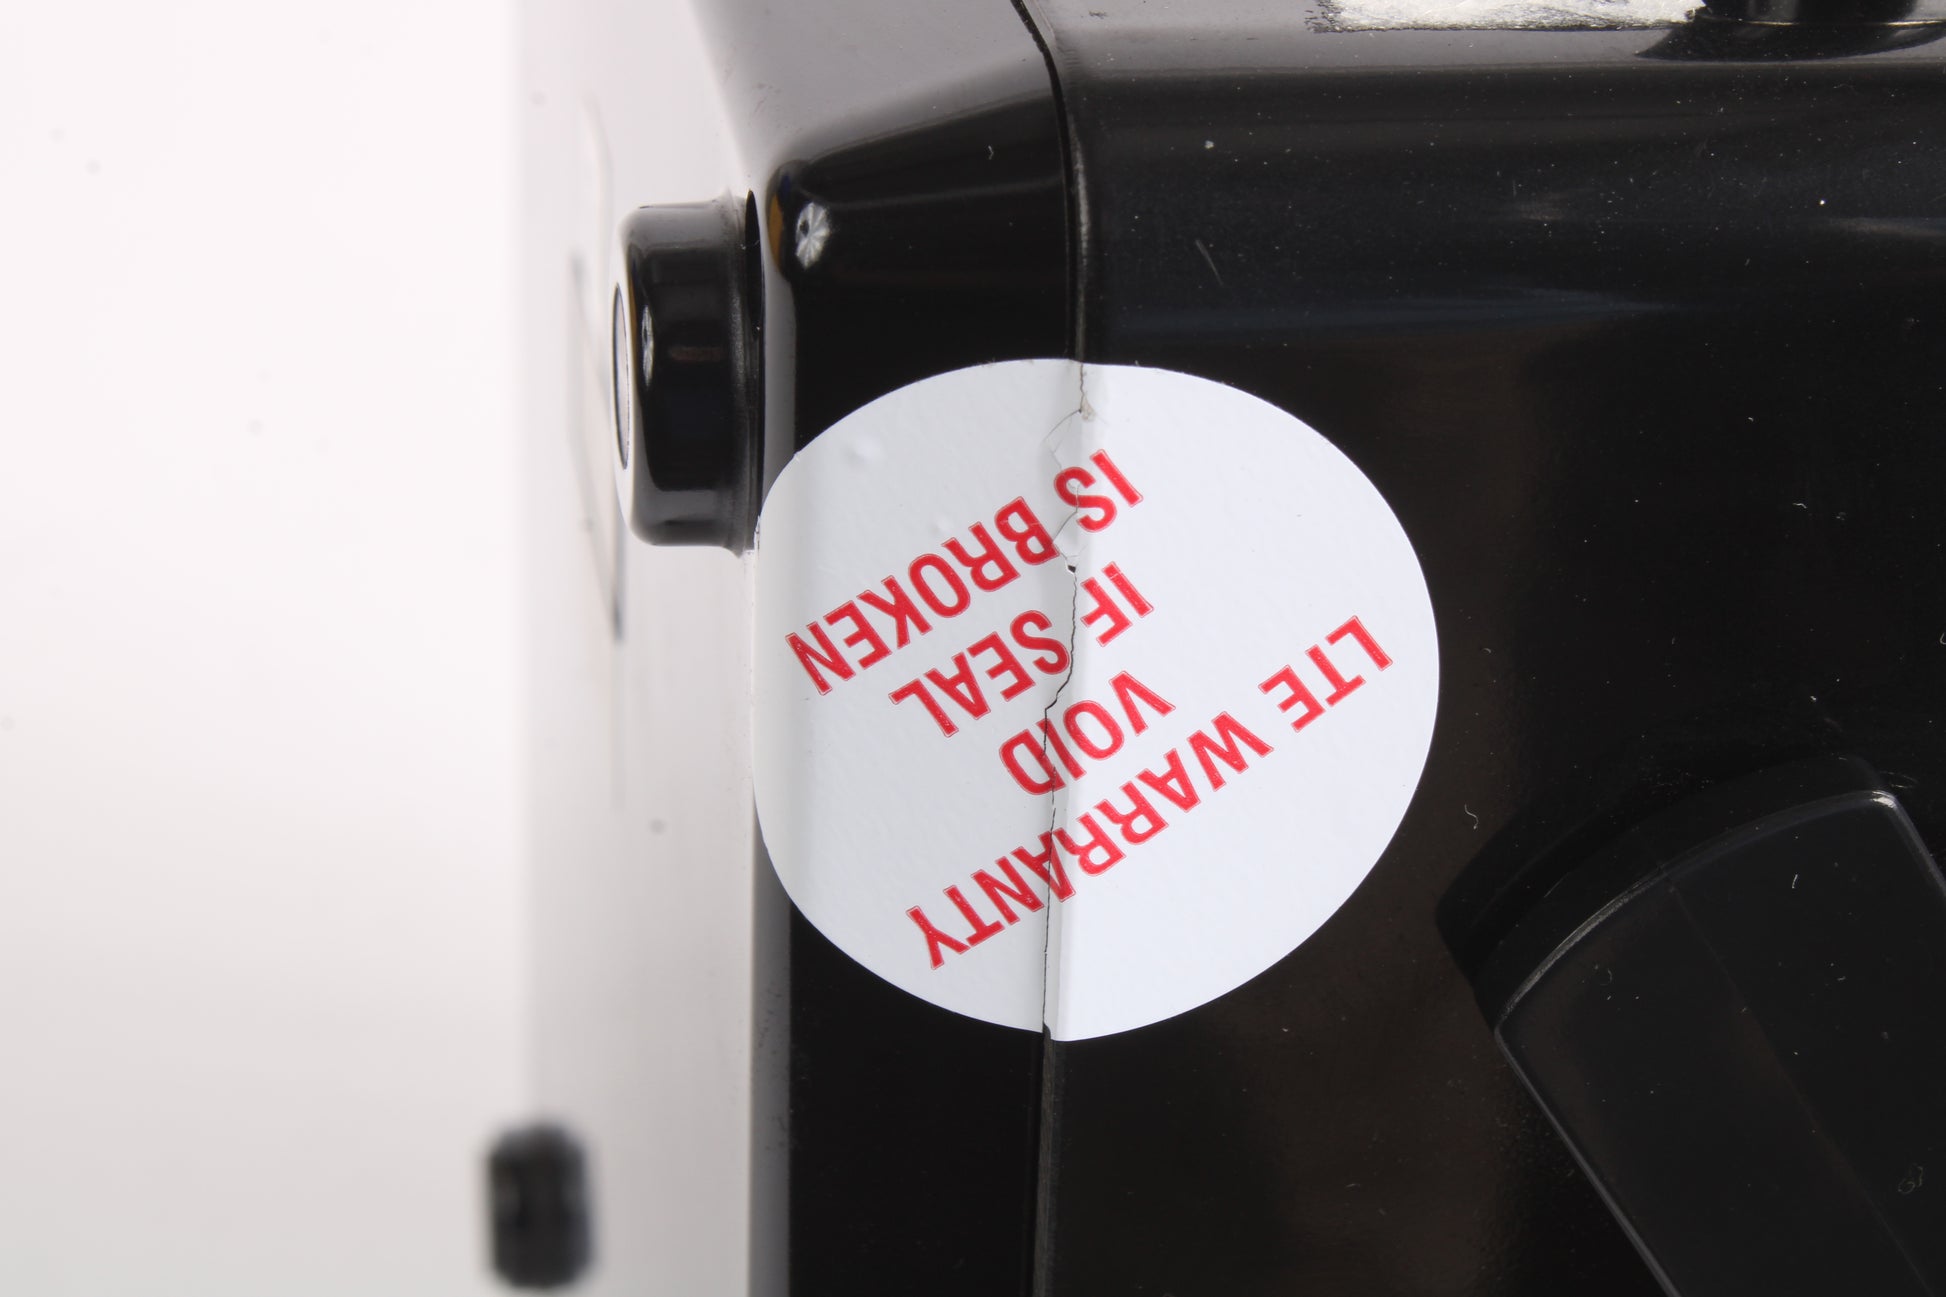 LTE WARRANTY
VOID
IF SEAL
IS BROKEN